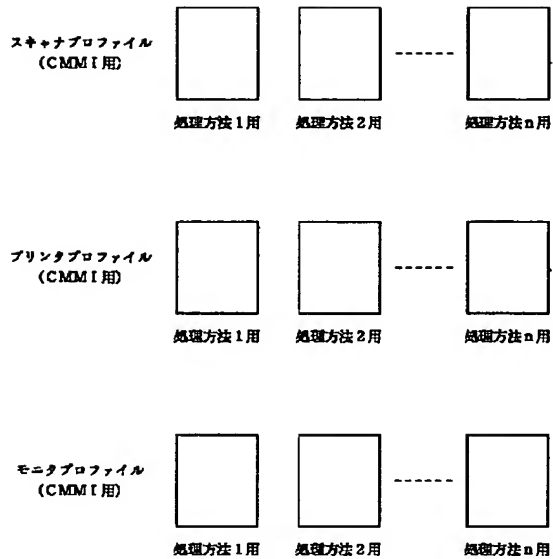 スキャナプロファイル
(CMMI用)
処理方法1用 処理方法2用 処理方法n用
プリンタプロファイル
(CMMI用)
処理方法1用 処理方法2用 処理方法n用
モニタプロファイル
(CMMI用)
処理方法1用 処理方法2用 処理方法n用